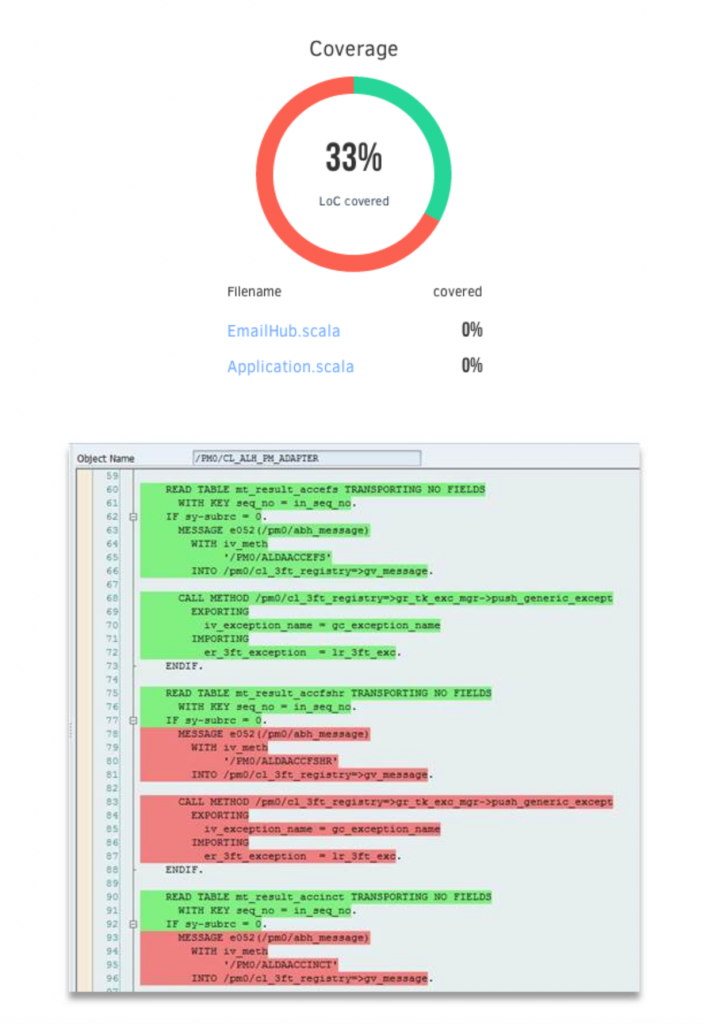 Coverage
33%
LoC covered
Filename covered
EmailHub.scala 0%
Application.scala 0%
Object Name /PM0/CL_ALH_PM_ADAPTER
59
60 READ TABLE mt_result_accefs TRANSPORTING NO FIELDS
61 WITH KEY seq_no = in_seq_no.
62 IF sy-subrc = 0.
63 MESSAGE e052(/pm0/abh_message)
64 WITH iv_meth
65 '/PM0/ALDAACCEFS'
66 INTO /pm0/cl_3ft_registry=>gv_message.
67
68 CALL METHOD /pm0/cl_3ft_registry=>gr_tk_exc_mgr->push_generic_except
69 EXPORTING
70 iv_exception_name = gc_exception_name
71 IMPORTING
72 er_3ft_exception = lr_3ft_exc.
73 ENDIF.
74
75 READ TABLE mt_result_accfshr TRANSPORTING NO FIELDS
76 WITH KEY seq_no = in_seq_no.
77 IF sy-subrc = 0.
78 MESSAGE e052(/pm0/abh_message)
79 WITH iv_meth
80 '/PM0/ALDAACCFSHR'
81 INTO /pm0/cl_3ft_registry=>gv_message.
82
83 CALL METHOD /pm0/cl_3ft_registry=>gr_tk_exc_mgr->push_generic_except
84 EXPORTING
85 iv_exception_name = gc_exception_name
86 IMPORTING
87 er_3ft_exception = lr_3ft_exc.
88 ENDIF.
89
90 READ TABLE mt_result_accinct TRANSPORTING NO FIELDS
91 WITH KEY seq_no = in_seq_no.
92 IF sy-subrc = 0.
93 MESSAGE e052(/pm0/abh_message)
94 WITH iv_meth
95 '/PM0/ALDAACCINCT'
96 INTO /pm0/cl_3ft_registry=>gv_message.
97